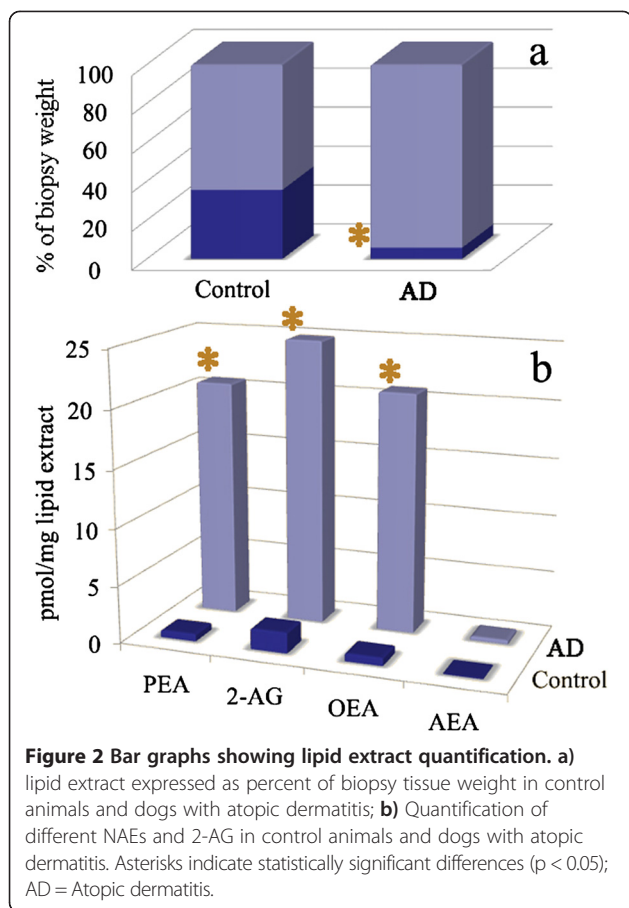 a
100
80
60
40
20
0
% of biopsy weight
*
Control AD
b
25
20
15
10
5
0
pmol/mg lipid extract
* * *
PEA 2-AG OEA AEA
AD
Control
Figure 2 Bar graphs showing lipid extract quantification. a)
lipid extract expressed as percent of biopsy tissue weight in control
animals and dogs with atopic dermatitis; b) Quantification of
different NAEs and 2-AG in control animals and dogs with atopic
dermatitis. Asterisks indicate statistically significant differences (p < 0.05);
AD = Atopic dermatitis.